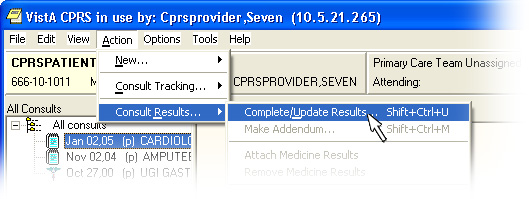 VistA CPRS in use by: Cprsprovider,Seven (10.5.21.265)
File Edit View Action Options Tools Help
CPRSPATIENT New... Primary Care Team Unassigned
666-10-1011 M Consult Tracking... CPRSPROVIDER,SEVEN Attending:
All Consults Consult Results... Complete/Update Results... Shift+Ctrl+U
All consults Make Addendum... Shift+Ctrl+M
Jan 02,05 (p) CARDIOLO
Nov 02,04 (p) AMPUTEE Attach Medicine Results
Oct 27,00 (p) UGI GAST Remove Medicine Results